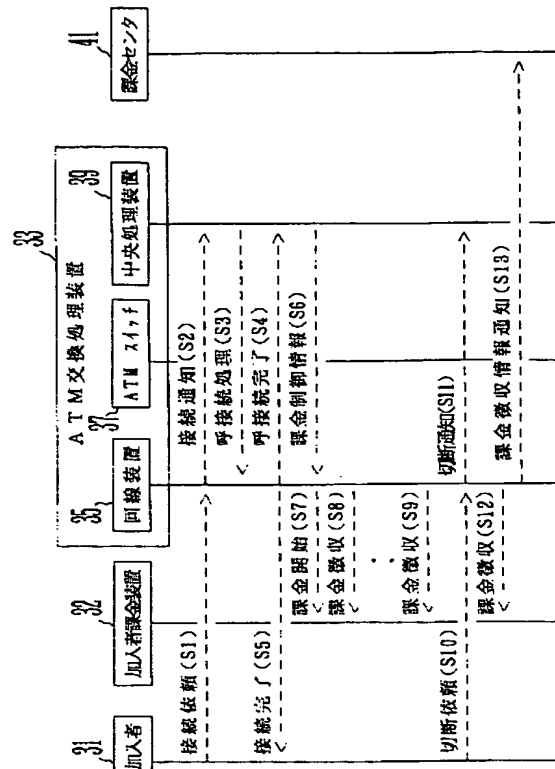 31
加入者
32
加入者課金装置
33
ATM交換処理装置
35
回線装置
37
ATM スイッチ
39
中央処理装置
41
課金センタ
接続依頼(S1)
接続通知(S2)
呼接続処理(S3)
呼接続完了(S4)
接続完了(S5)
課金制御情報(S6)
課金開始(S7)
課金徴収(S8)
課金徴収(S9)
切断依頼(S10)
切断通知(S11)
課金徴収(S12)
課金徴収情報通知(S13)